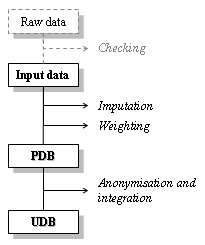 Raw data
Checking
Input data
Imputation
Weighting
PDB
Anonymisation and
integration
UDB